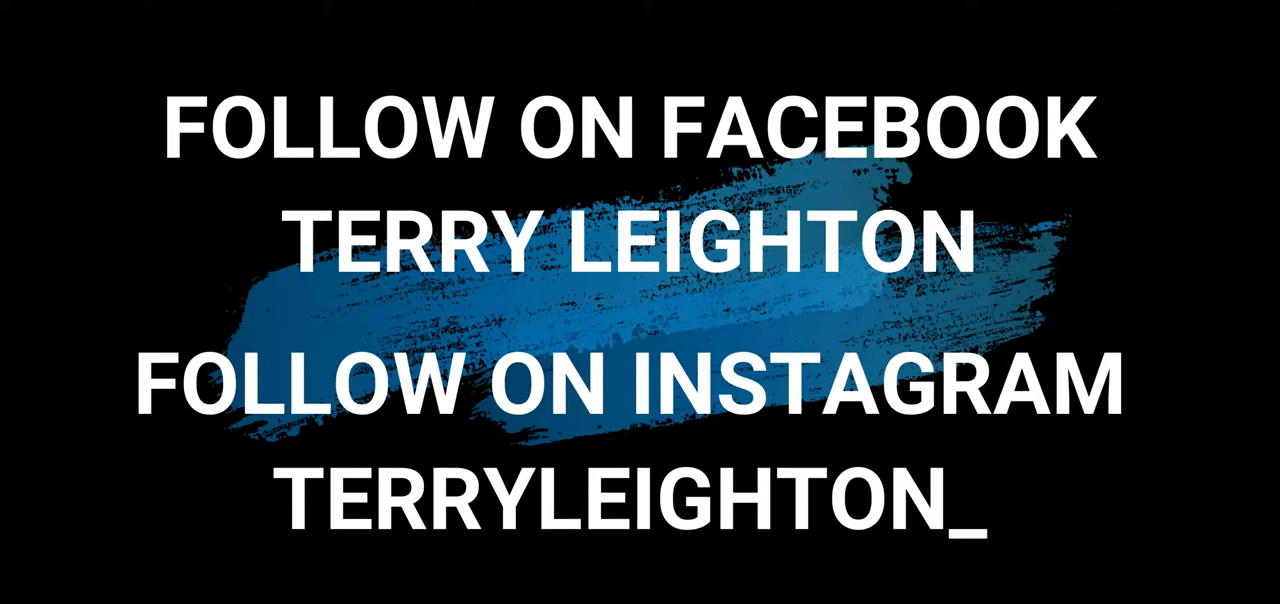 FOLLOW ON FACEBOOK
TERRY LEIGHTON
FOLLOW ON INSTAGRAM
TERRYLEIGHTON_